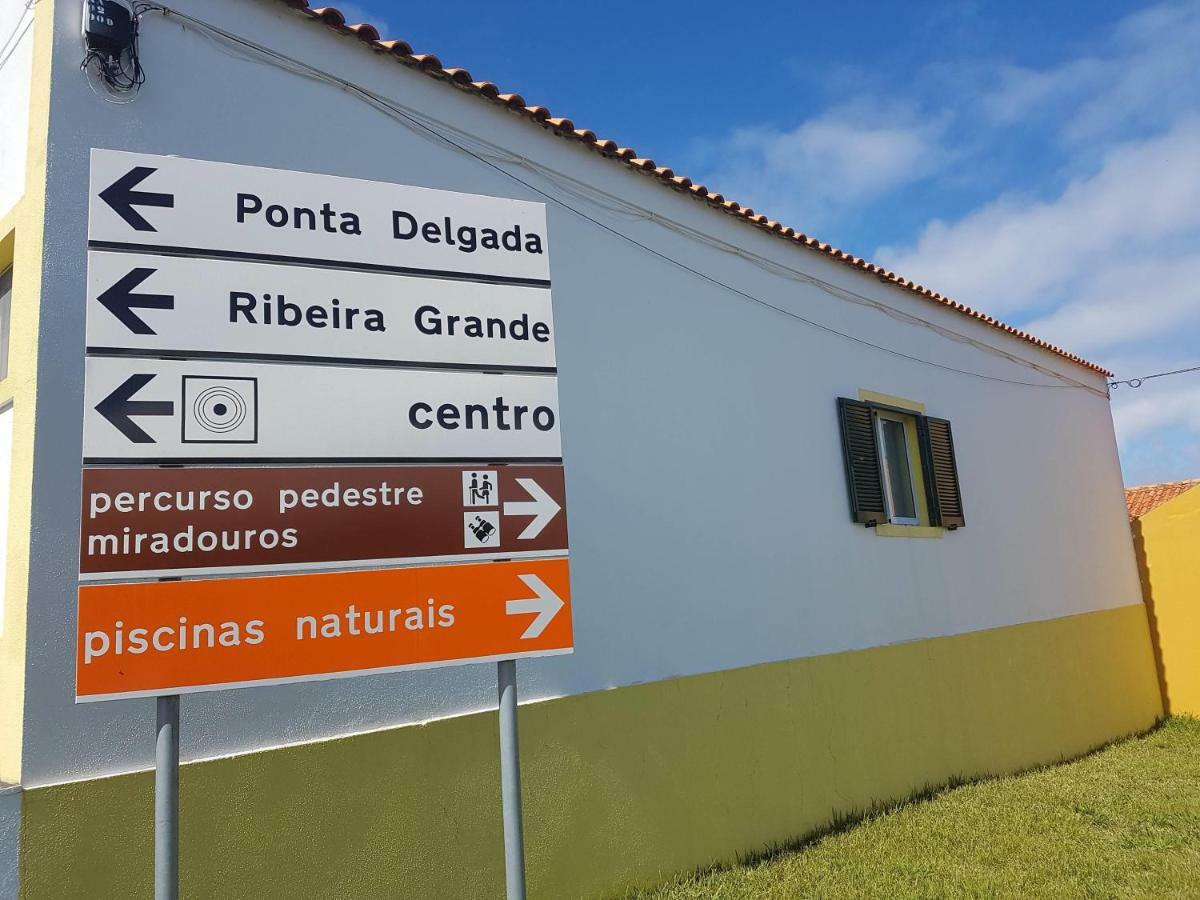 Ponta Delgada
Ribeira Grande
centro
percurso pedestre
miradouros
piscinas naturais